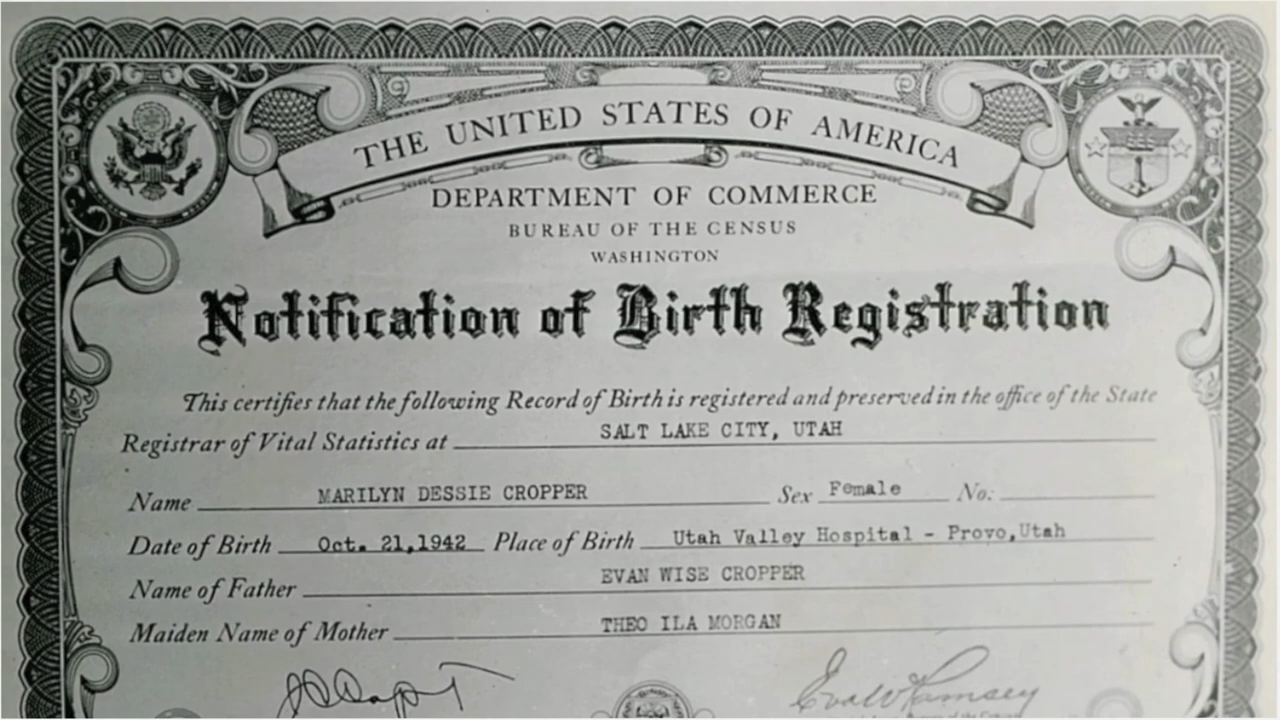 THE UNITED STATES OF AMERICA
DEPARTMENT OF COMMERCE
BUREAU OF THE CENSUS
WASHINGTON
Notification of Birth Registration
This certifies that the following Record of Birth is registered and preserved in the office of the State
Registrar of Vital Statistics at SALT LAKE CITY, UTAH
Name MARILYN DESSIE CROPPER Sex Female No.
Date of Birth Oct. 21,1942 Place of Birth Utah Valley Hospital - Provo,Utah
Name of Father EVAN WISE CROPPER
Maiden Name of Mother THEO ILA MORGAN